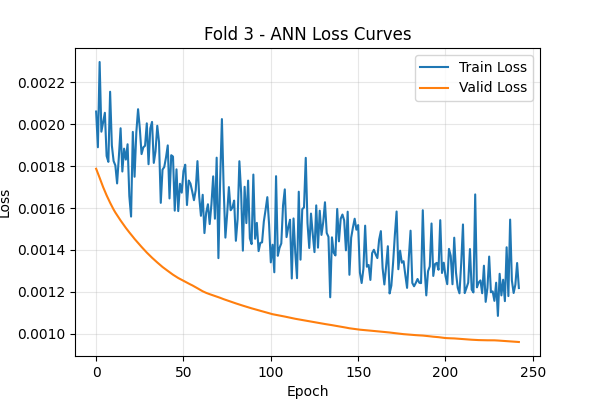 Fold 3 - ANN Loss Curves
Train Loss
Valid Loss
Loss
0.0022
0.0020
0.0018
0.0016
0.0014
0.0012
0.0010
0 50 100 150 200 250
Epoch